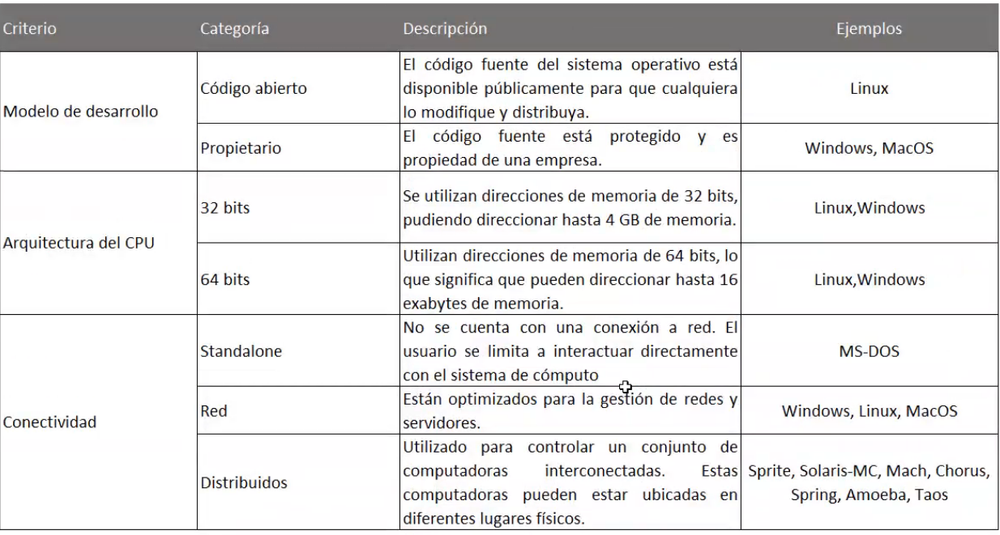 Criterio Categoría Descripción Ejemplos
Modelo de desarrollo
Código abierto
El código fuente del sistema operativo está
disponible públicamente para que cualquiera
lo modifique y distribuya.
Linux
Propietario
El código fuente está protegido y es
propiedad de una empresa.
Windows, MacOS
Arquitectura del CPU
32 bits
Se utilizan direcciones de memoria de 32 bits,
pudiendo direccionar hasta 4 GB de memoria.
Linux,Windows
64 bits
Utilizan direcciones de memoria de 64 bits, lo
que significa que pueden direccionar hasta 16
exabytes de memoria.
Linux,Windows
Conectividad
Standalone
No se cuenta con una conexión a red. El
usuario se limita a interactuar directamente
con el sistema de cómputo
MS-DOS
Red
Están optimizados para la gestión de redes y
servidores.
Windows, Linux, MacOS
Distribuidos
Utilizado para controlar un conjunto de
computadoras interconectadas. Estas
computadoras pueden estar ubicadas en
diferentes lugares físicos.
Sprite, Solaris-MC, Mach, Chorus,
Spring, Amoeba, Taos